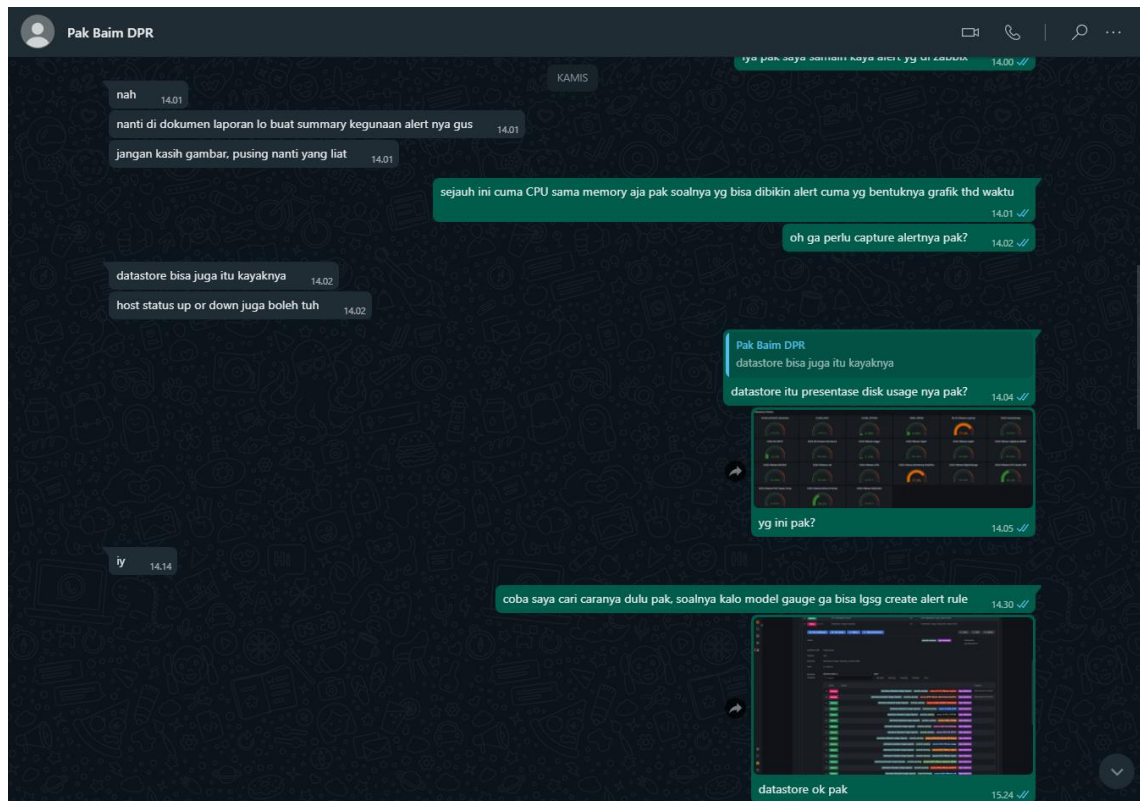 Pak Baim DPR
iya pak saya samain kaya alert yg di zabbix 14.00
KAMIS
nah 14.01
nanti di dokumen laporan lo buat summary kegunaan alert nya gus 14.01
jangan kasih gambar, pusing nanti yang liat 14.01
sejauh ini cuma CPU sama memory aja pak soalnya yg bisa dibikin alert cuma yg bentuknya grafik thd waktu
14.01
oh ga perlu capture alertnya pak? 14.02
datastore bisa juga itu kayaknya 14.02
host status up or down juga boleh tuh 14.02
Pak Baim DPR
datastore bisa juga itu kayaknya
datastore itu presentase disk usage nya pak? 14.04
yg ini pak? 14.05
iy 14.14
coba saya cari caranya dulu pak, soalnya kalo model gauge ga bisa lgsg create alert rule 14.30
datastore ok pak 15.24